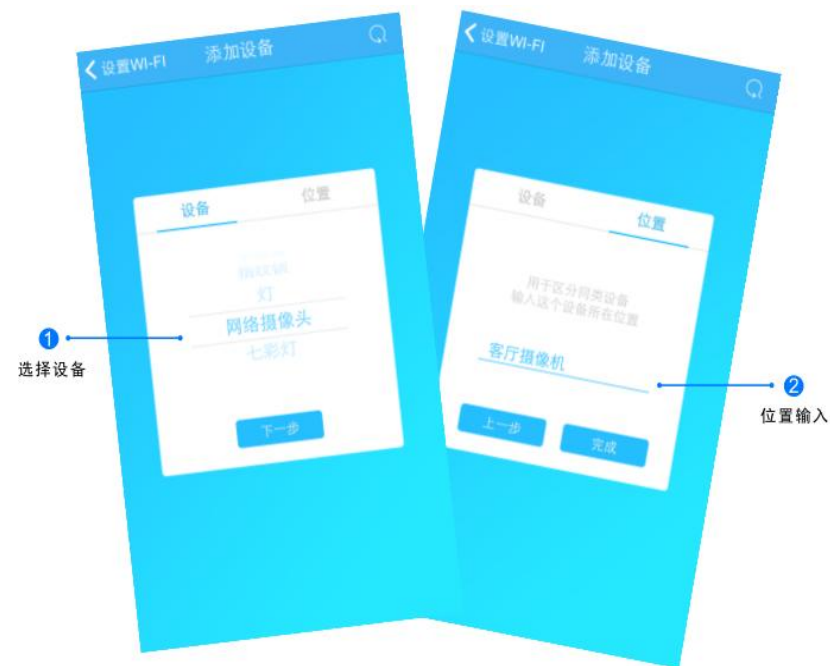 设置WI-FI
添加设备
设备
位置
灯
网络摄像头
七彩灯
下一步
1
选择设备
设置WI-FI
添加设备
设备
位置
用于区分同类设备
输入这个设备所在位置
客厅摄像机
上一步
完成
2
位置输入